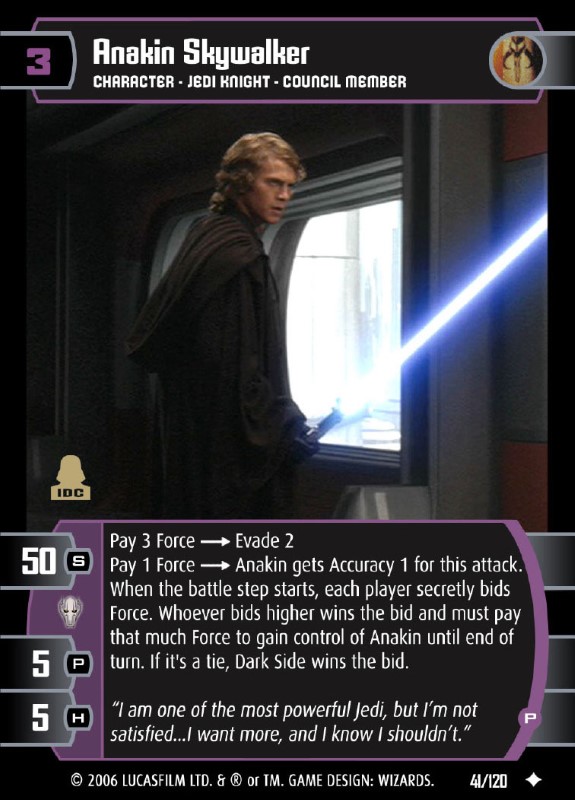 3
Anakin Skywalker
CHARACTER - JEDI KNIGHT - COUNCIL MEMBER
IDC
50 S
5 P
5 H
Pay 3 Force ⟶ Evade 2
Pay 1 Force ⟶ Anakin gets Accuracy 1 for this attack.
When the battle step starts, each player secretly bids
Force. Whoever bids higher wins the bid and must pay
that much Force to gain control of Anakin until end of
turn. If it's a tie, Dark Side wins the bid.
“I am one of the most powerful Jedi, but I’m not
satisfied...I want more, and I know I shouldn’t.”
P
© 2006 LUCASFILM LTD. & ® or TM. GAME DESIGN: WIZARDS.
41/120